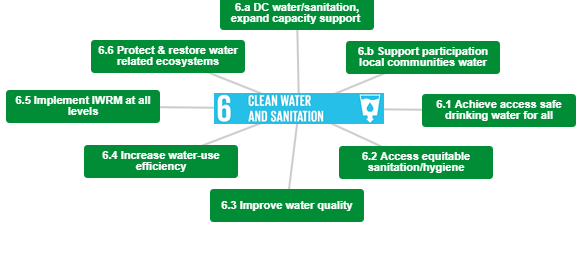 6.a DC water/sanitation,
expand capacity support
6.6 Protect & restore water
related ecosystems
6.b Support participation
local communities water
6.5 Implement IWRM at all
levels
6 CLEAN WATER
AND SANITATION
6.1 Achieve access safe
drinking water for all
6.4 Increase water-use
efficiency
6.2 Access equitable
sanitation/hygiene
6.3 Improve water quality